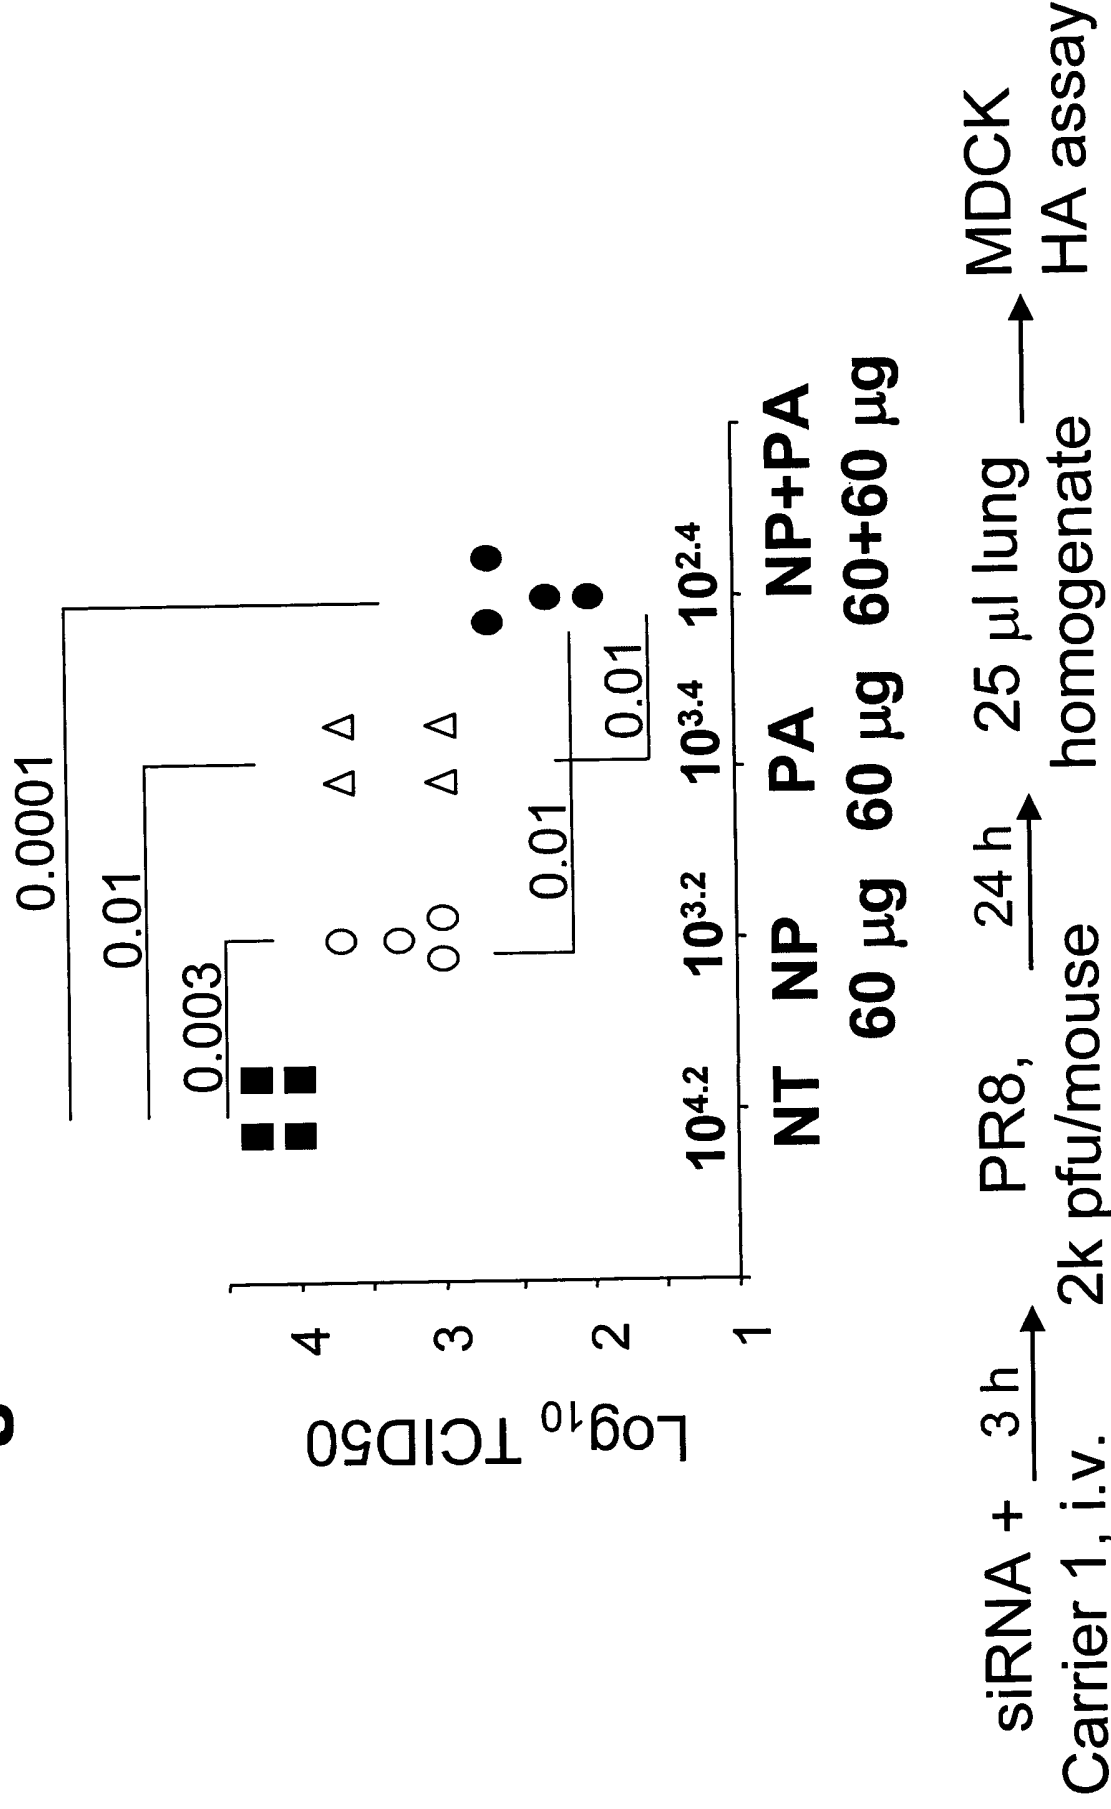 0.0001
0.01
0.003
4
3
2
1
Log10 TCID50
0.01
0.01
10^4.2 10^3.2 10^3.4 10^2.4
NT NP PA NP+PA
60 µg 60 µg 60+60 µg
siRNA + 3 h PR8, 24 h 25 µl lung MDCK
Carrier 1, i.v. 2k pfu/mouse homogenate HA assay